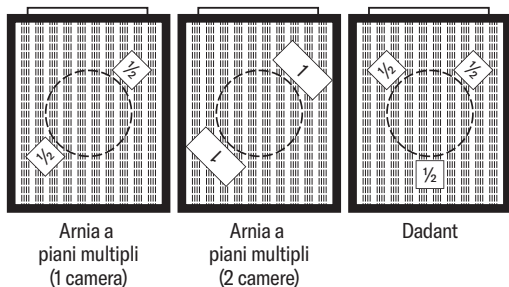 ½
½
Arnia a
piani multipli
(1 camera)
1
1
Arnia a
piani multipli
(2 camere)
½
½
½
Dadant